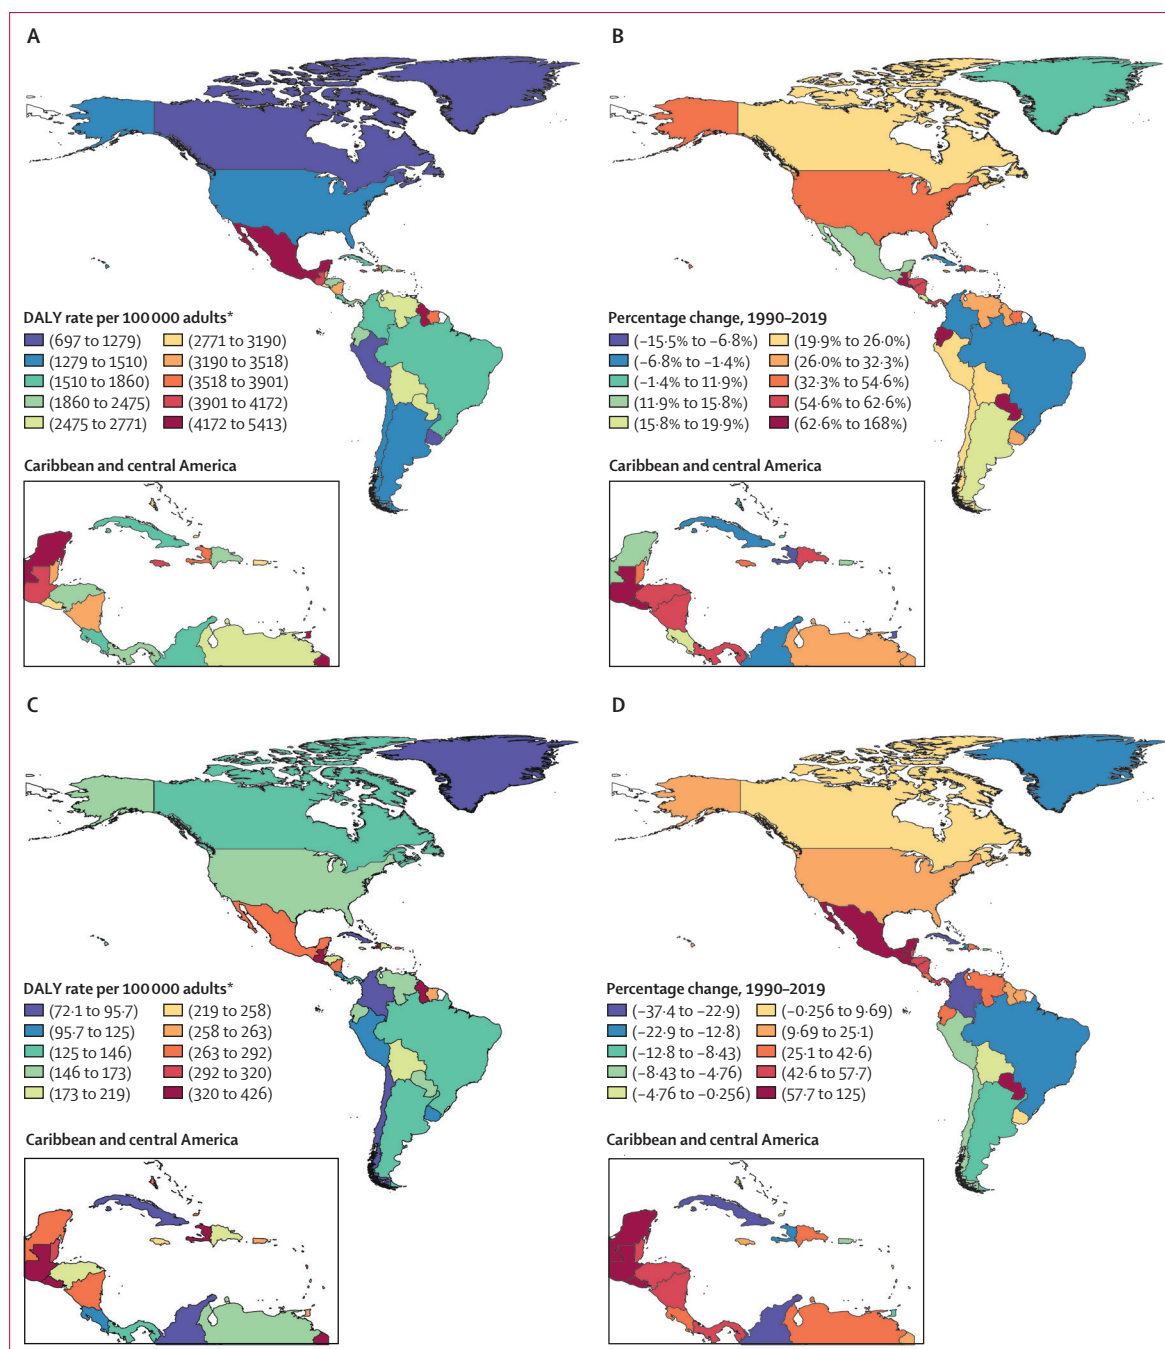 A
DALY rate per 100 000 adults*
(697 to 1279)
(1279 to 1510)
(1510 to 1860)
(1860 to 2475)
(2475 to 2771)
(2771 to 3190)
(3190 to 3518)
(3518 to 3901)
(3901 to 4172)
(4172 to 5413)
Caribbean and central America
B
Percentage change, 1990–2019
(–15·5% to –6·8%)
(–6·8% to –1·4%)
(–1·4% to 11·9%)
(11·9% to 15·8%)
(15·8% to 19·9%)
(19·9% to 26·0%)
(26·0% to 32·3%)
(32·3% to 54·6%)
(54·6% to 62·6%)
(62·6% to 168%)
Caribbean and central America
C
DALY rate per 100 000 adults*
(72·1 to 95·7)
(95·7 to 125)
(125 to 146)
(146 to 173)
(173 to 219)
(219 to 258)
(258 to 263)
(263 to 292)
(292 to 320)
(320 to 426)
Caribbean and central America
D
Percentage change, 1990–2019
(–37·4 to –22·9)
(–22·9 to –12·8)
(–12·8 to –8·43)
(–8·43 to –4·76)
(–4·76 to –0·256)
(–0·256 to 9·69)
(9·69 to 25·1)
(25·1 to 42·6)
(42·6 to 57·7)
(57·7 to 125)
Caribbean and central America